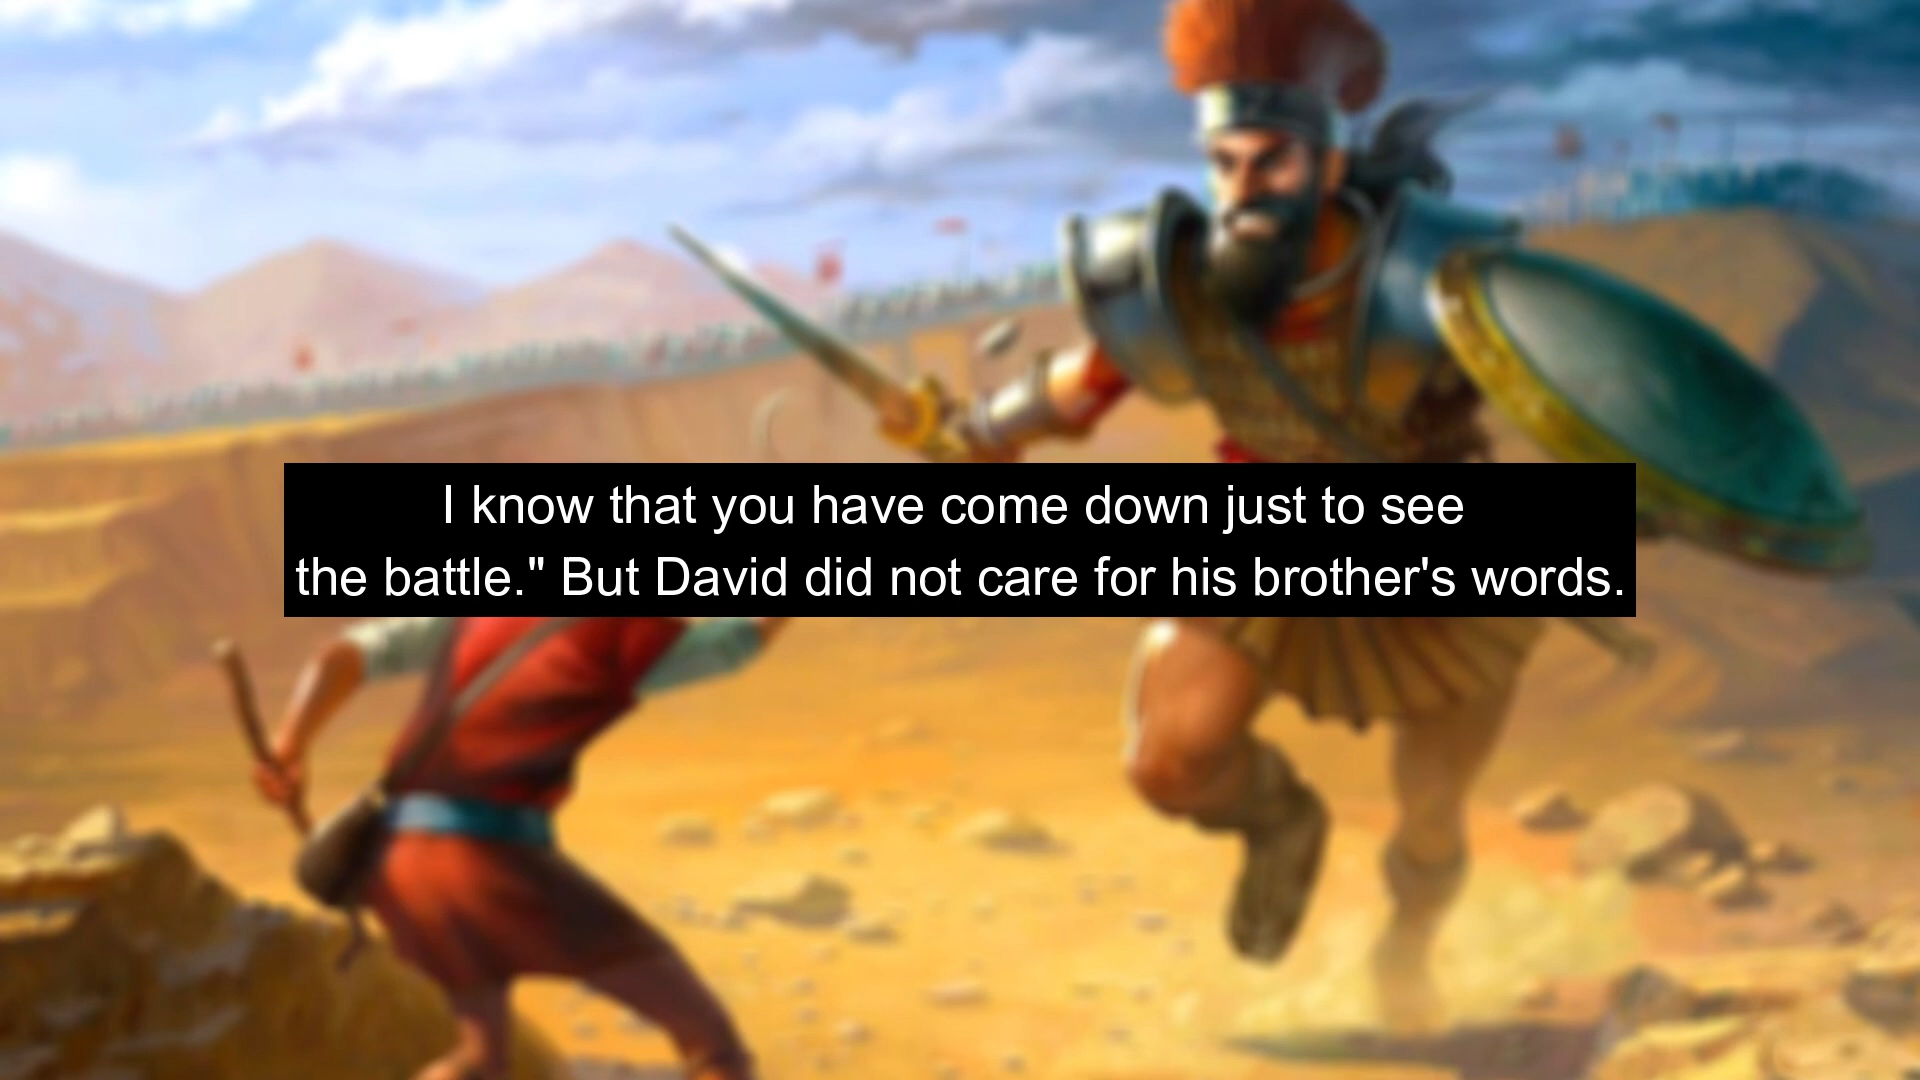 I know that you have come down just to see
the battle." But David did not care for his brother's words.